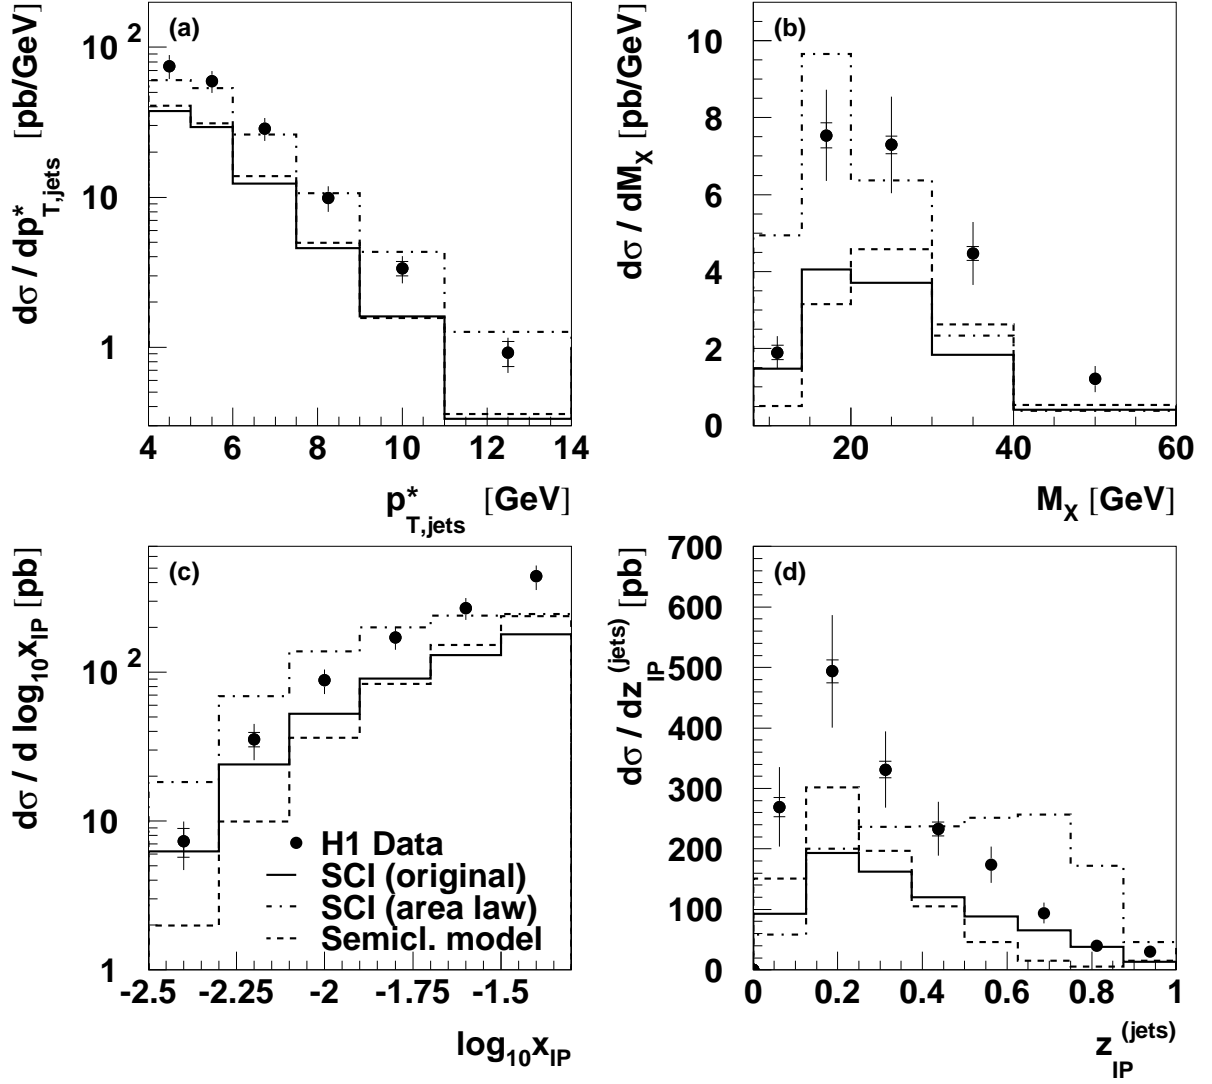 (a)
dσ / dp*T,jets [pb/GeV]
10 2
10
1
4 6 8 10 12 14
p*T,jets [GeV]
(b)
dσ / dMX [pb/GeV]
10
8
6
4
2
0
20 40 60
MX [GeV]
(c)
dσ / d log10xIP [pb]
10 2
10
1
-2.5 -2.25 -2 -1.75 -1.5
log10xIP
H1 Data
SCI (original)
SCI (area law)
Semicl. model
(d)
dσ / dzIP(jets) [pb]
700
600
500
400
300
200
100
0
0 0.2 0.4 0.6 0.8 1
zIP(jets)